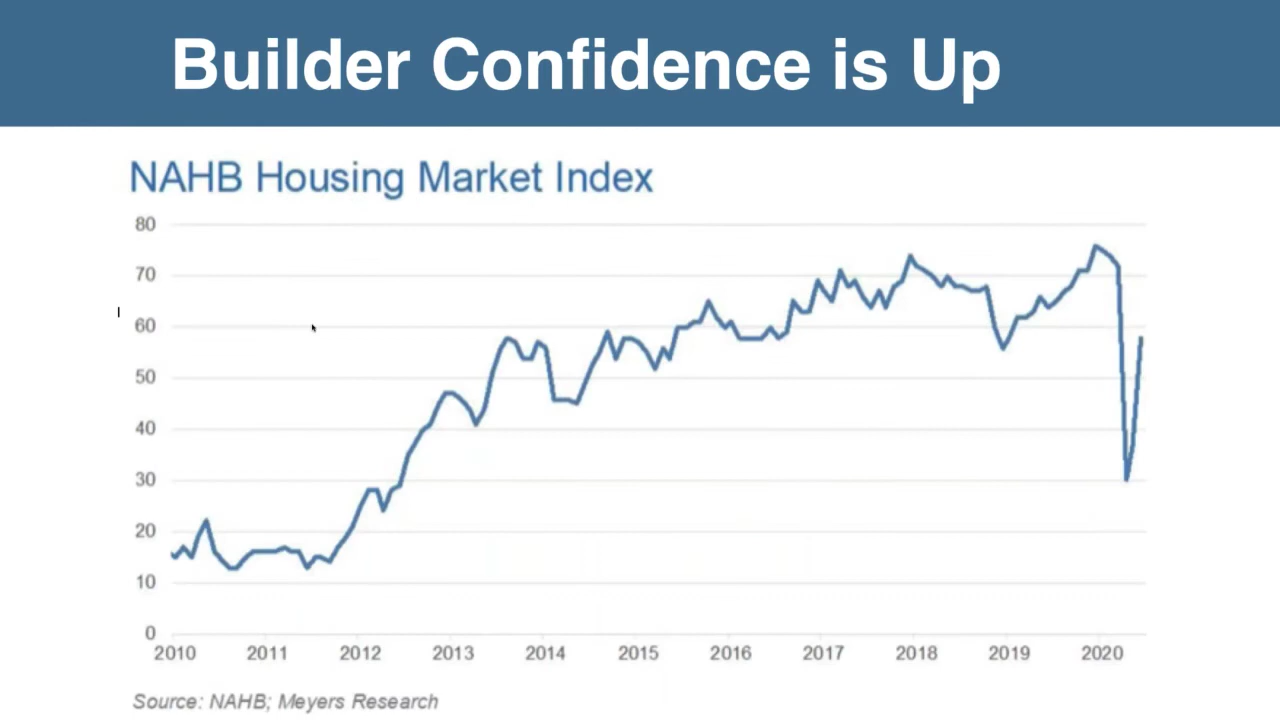 Builder Confidence is Up
NAHB Housing Market Index
80
70
60
50
40
30
20
10
0
2010 2011 2012 2013 2014 2015 2016 2017 2018 2019 2020
Source: NAHB; Meyers Research